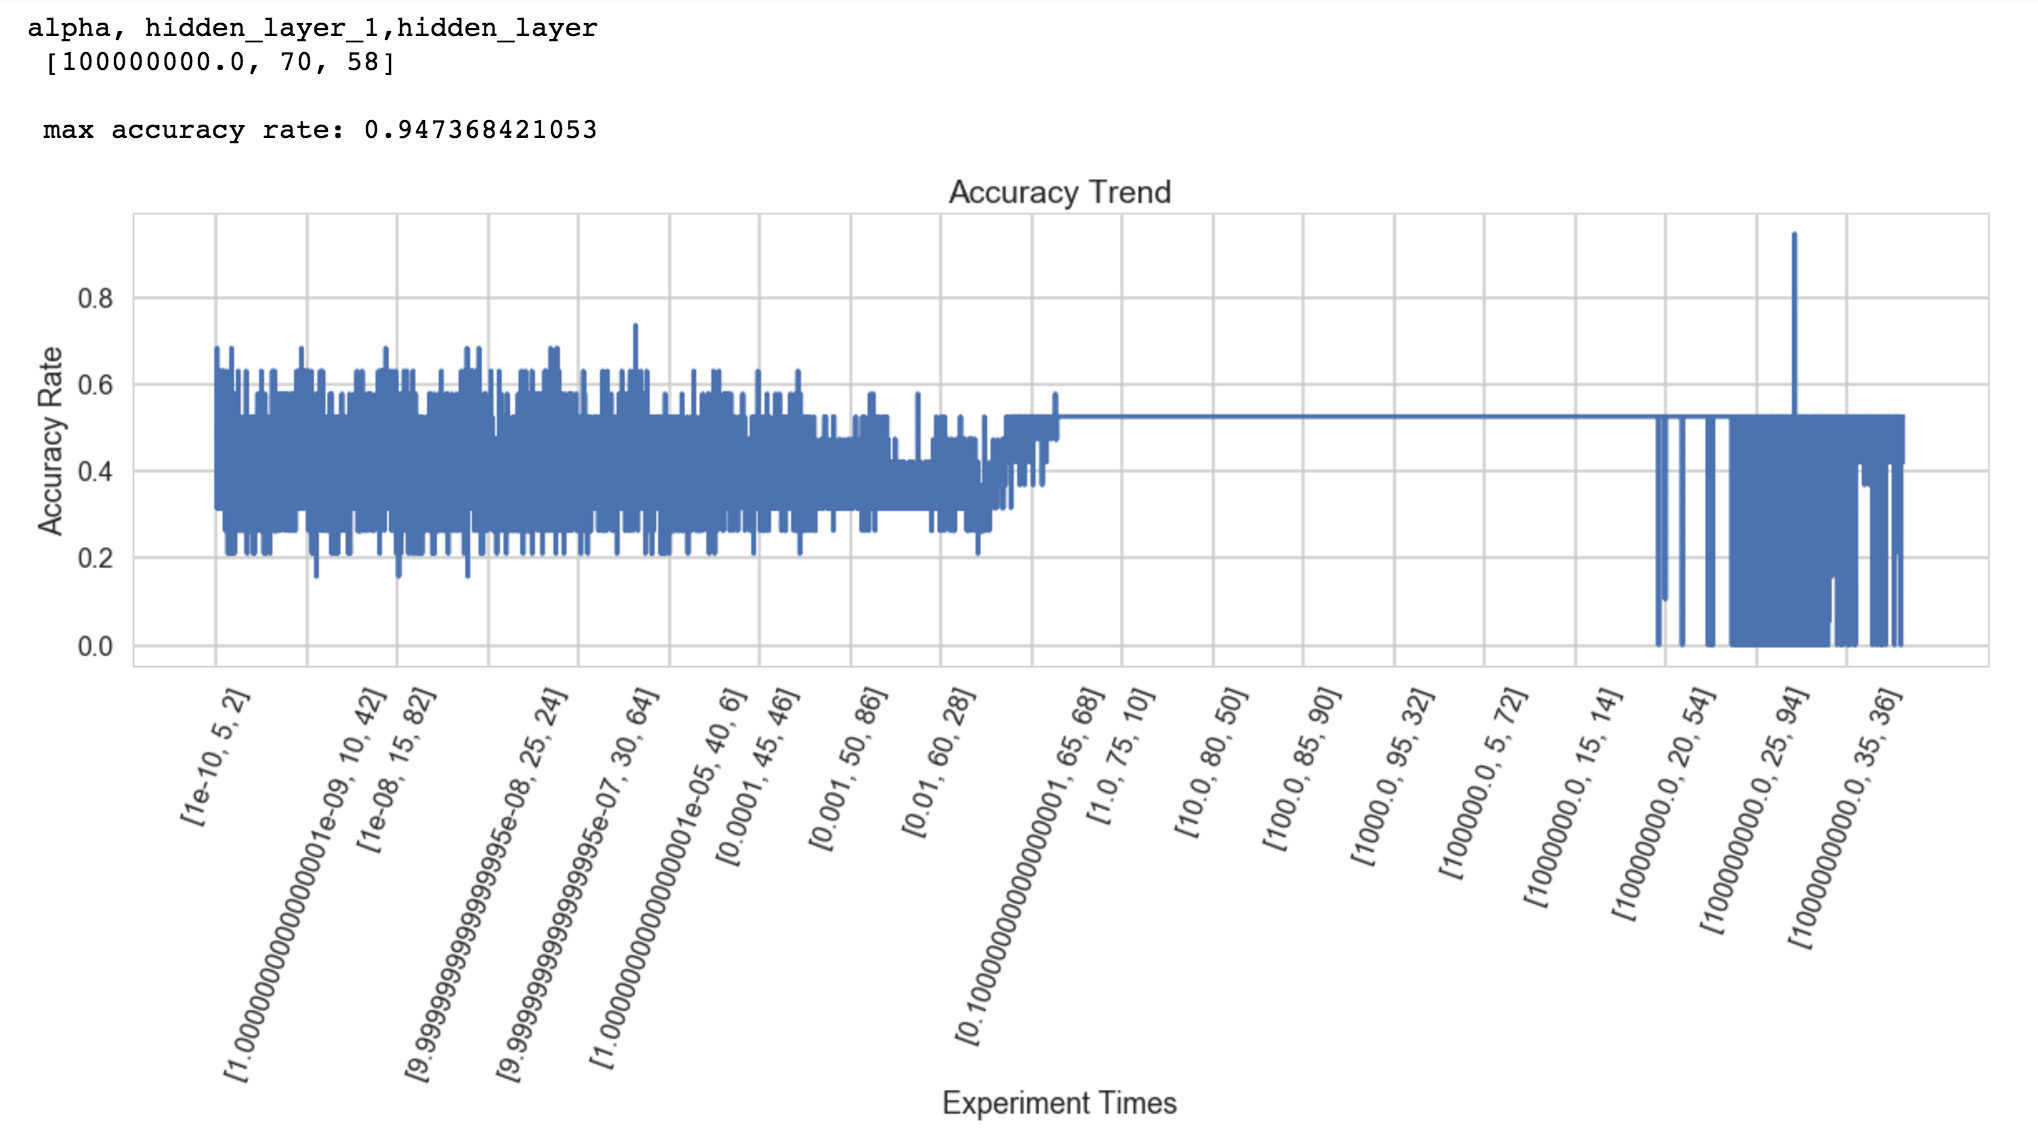 alpha, hidden_layer_1,hidden_layer
[100000000.0, 70, 58]
max accuracy rate: 0.947368421053
Accuracy Trend
Accuracy Rate
0.8
0.6
0.4
0.2
0.0
[1e-10, 5, 2]
[1.0000000000000001e-09, 10, 42]
[1e-08, 15, 82]
[9.9999999999999995e-08, 25, 24]
[9.9999999999999995e-07, 30, 64]
[1.0000000000000001e-05, 40, 6]
[0.0001, 45, 46]
[0.001, 50, 86]
[0.01, 60, 28]
[0.10000000000000001, 65, 68]
[1.0, 75, 10]
[10.0, 80, 50]
[100.0, 85, 90]
[1000.0, 95, 32]
[100000.0, 5, 72]
[1000000.0, 15, 14]
[10000000.0, 20, 54]
[100000000.0, 25, 94]
[1000000000.0, 35, 36]
Experiment Times